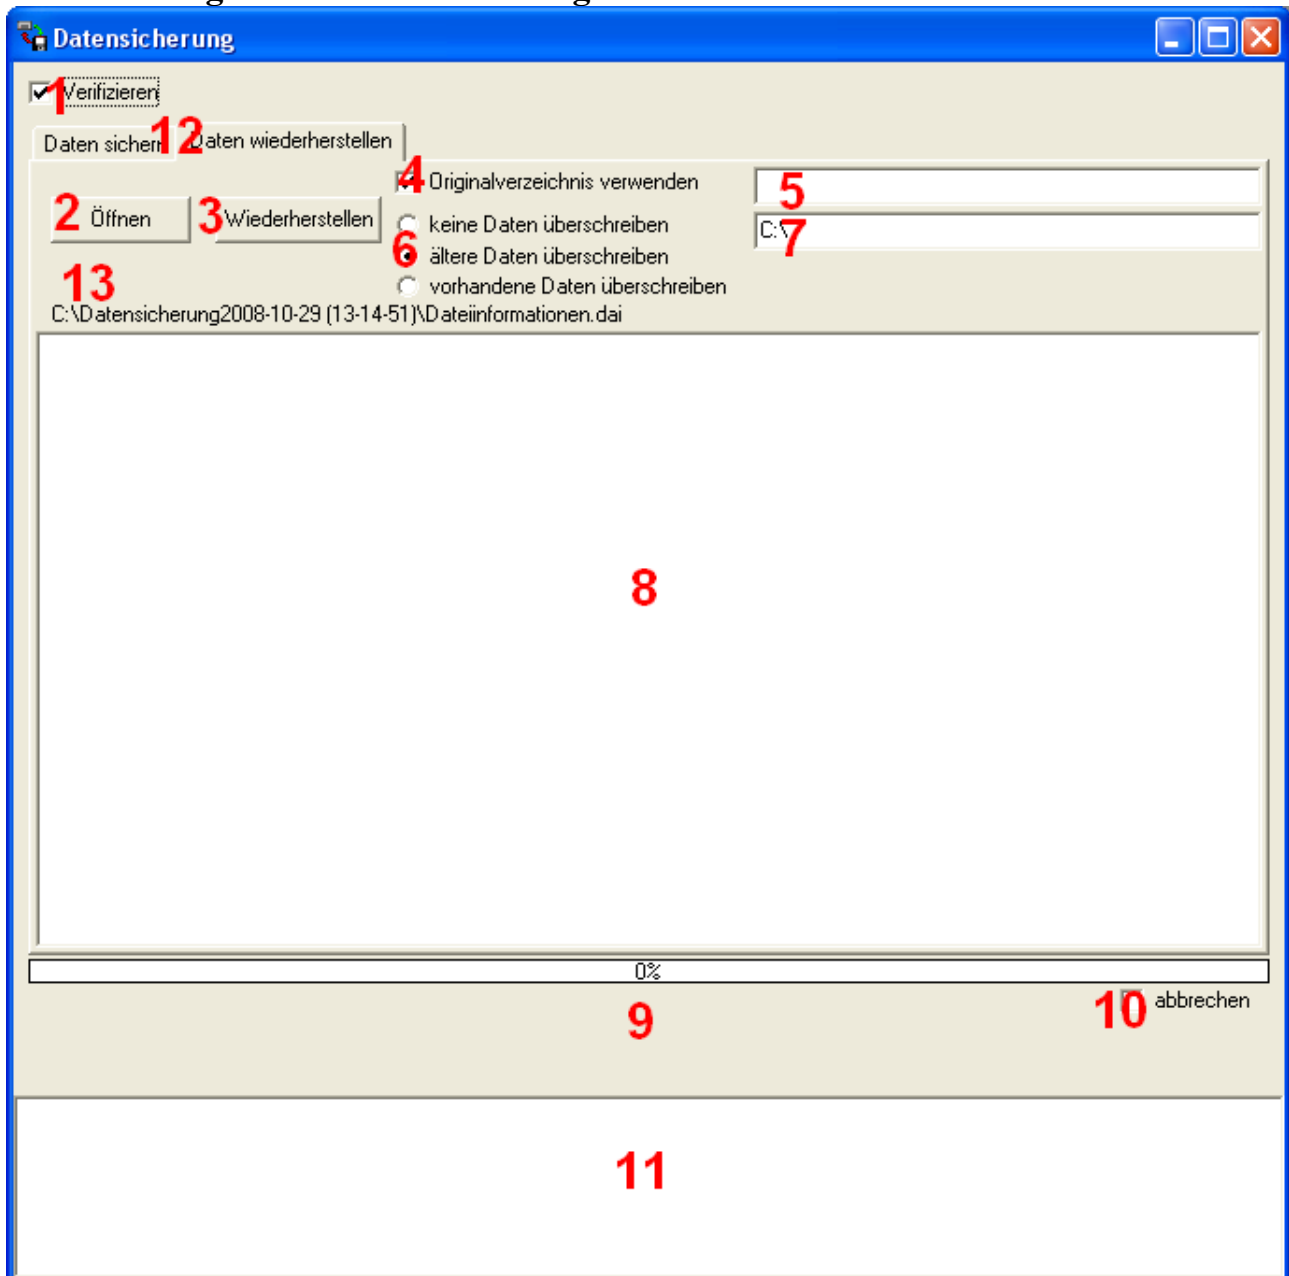 Datensicherung
1 Verifizieren
Daten sichern 12 Daten wiederherstellen
4 Originalverzeichnis verwenden 5
2 Öffnen 3 Wiederherstellen keine Daten überschreiben C:\ 7
6 ältere Daten überschreiben
13 vorhandene Daten überschreiben
C:\Datensicherung2008-10-29 (13-14-51)\Dateiinformationen.dai
8
0%
9 10 abbrechen
11